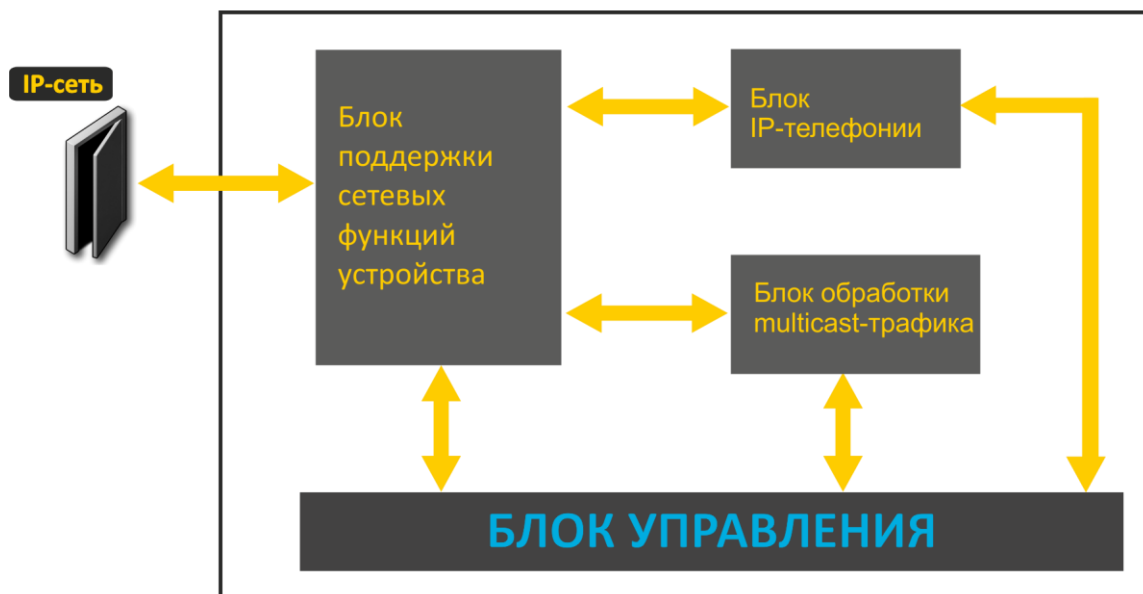 IP-сеть
Блок
поддержки
сетевых
функций
устройства
Блок
IP-телефонии
Блок обработки
multicast-трафика
БЛОК УПРАВЛЕНИЯ